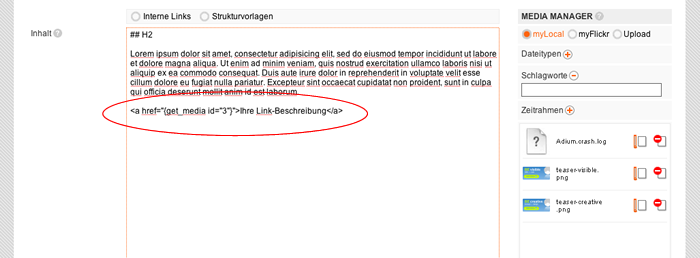 Interne Links Strukturvorlagen
Inhalt ?
## H2
Lorem ipsum dolor sit amet, consectetur adipisicing elit, sed do eiusmod tempor incididunt ut labore
et dolore magna aliqua. Ut enim ad minim veniam, quis nostrud exercitation ullamco laboris nisi ut
aliquip ex ea commodo consequat. Duis aute irure dolor in reprehenderit in voluptate velit esse
cillum dolore eu fugiat nulla pariatur. Excepteur sint occaecat cupidatat non proident, sunt in culpa
qui officia deserunt mollit anim id est laborum
<a href="{get_media id="3"}">Ihre Link-Beschreibung</a>
MEDIA MANAGER ?
myLocal myFlickr Upload
Dateitypen
Schlagworte
Zeitrahmen
?
Adium.crash.log
teaser-visible.
png
teaser-creative
.png